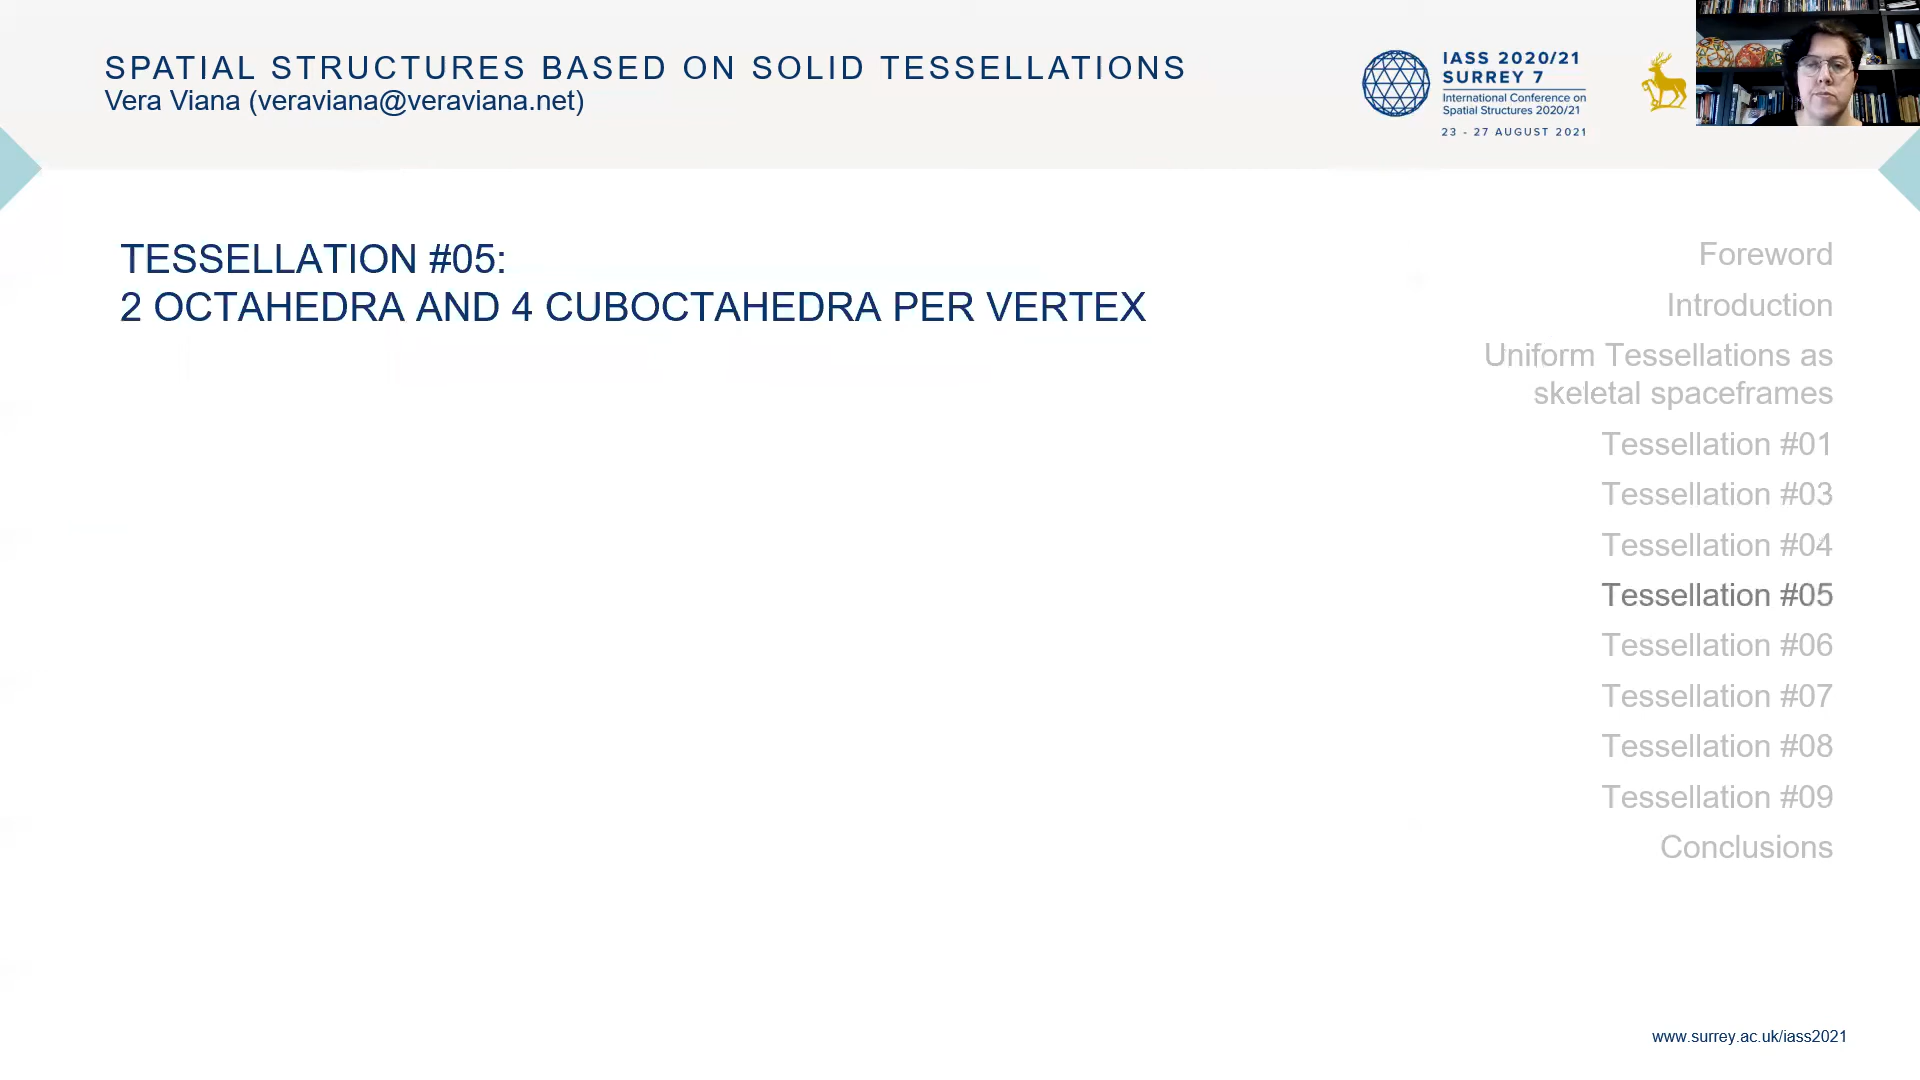 SPATIAL STRUCTURES BASED ON SOLID TESSELLATIONS
Vera Viana (veraviana@veraviana.net)
IASS 2020/21
SURREY 7
International Conference on
Spatial Structures 2020/21
23 - 27 AUGUST 2021
TESSELLATION #05:
2 OCTAHEDRA AND 4 CUBOCTAHEDRA PER VERTEX
Foreword
Introduction
Uniform Tessellations as
skeletal spaceframes
Tessellation #01
Tessellation #03
Tessellation #04
Tessellation #05
Tessellation #06
Tessellation #07
Tessellation #08
Tessellation #09
Conclusions
www.surrey.ac.uk/iass2021